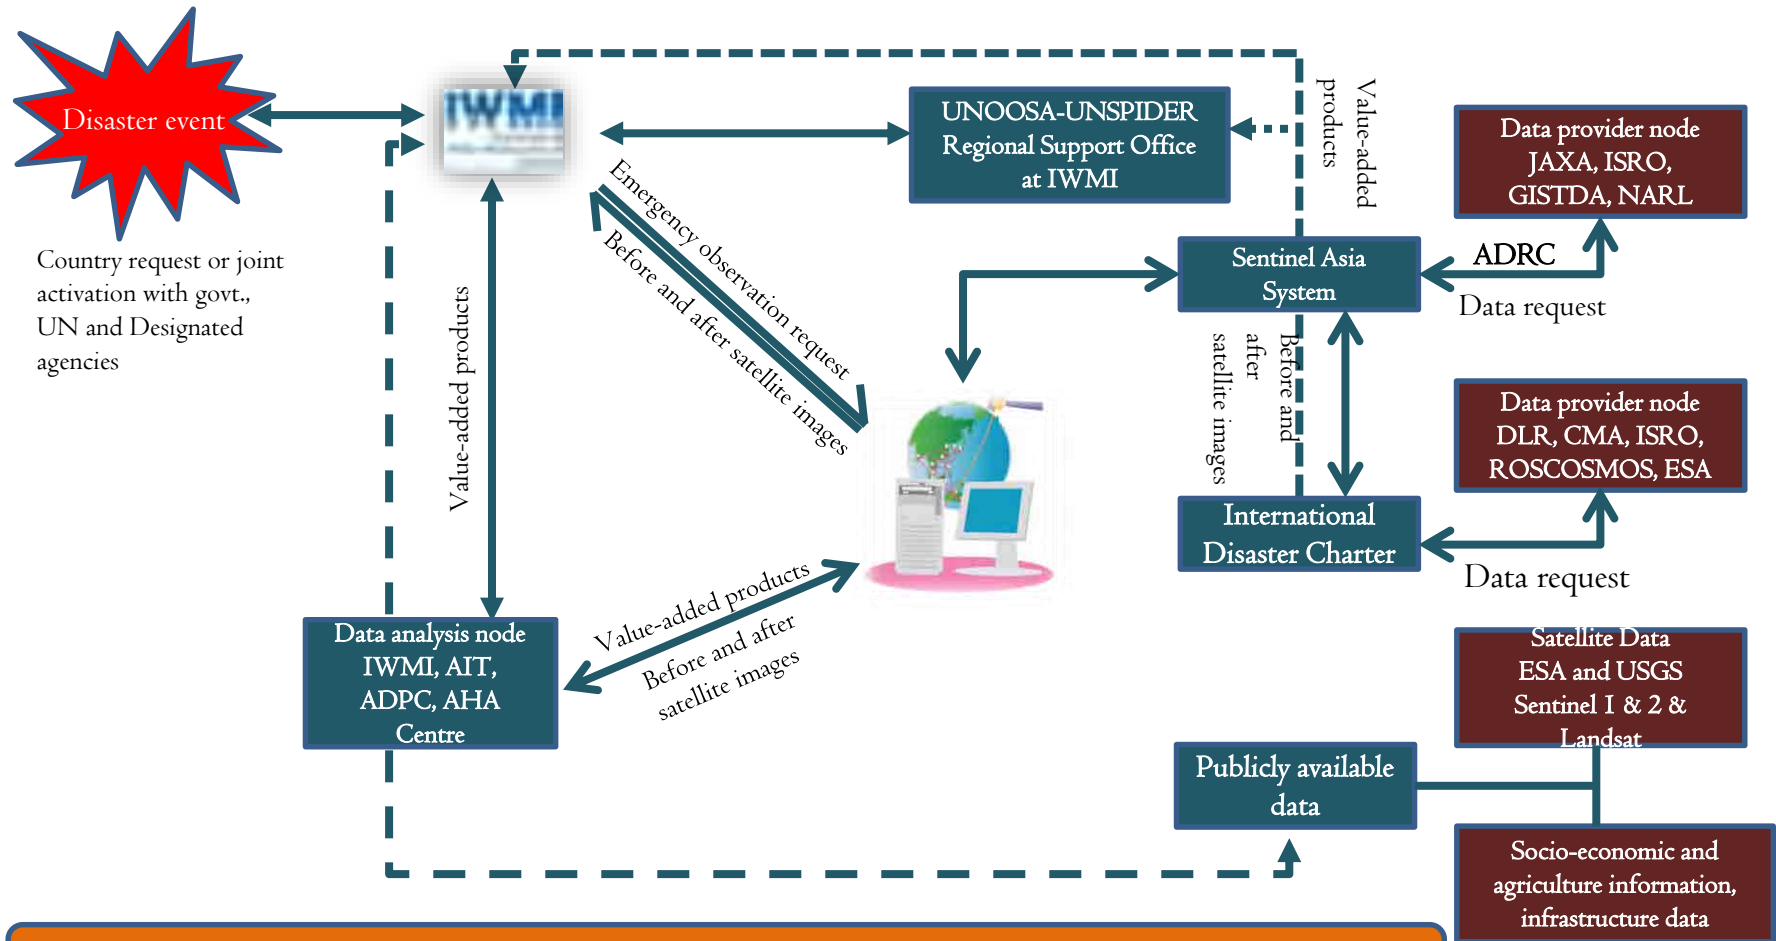 Disaster event
Country request or joint
activation with govt.,
UN and Designated
agencies
IWMI
UNOOSA-UNSPIDER
Regional Support Office
at IWMI
Value-added
products
Data provider node
JAXA, ISRO,
GISTDA, NARL
Emergency observation request
Before and after satellite images
Value-added products
Sentinel Asia
System
ADRC
Data request
Before and
after
satellite images
Data provider node
DLR, CMA, ISRO,
ROSCOSMOS, ESA
International
Disaster Charter
Data request
Value-added products
Before and after
satellite images
Data analysis node
IWMI, AIT,
ADPC, AHA
Centre
Satellite Data
ESA and USGS
Sentinel 1 & 2 &
Landsat
Publicly available
data
Socio-economic and
agriculture information,
infrastructure data